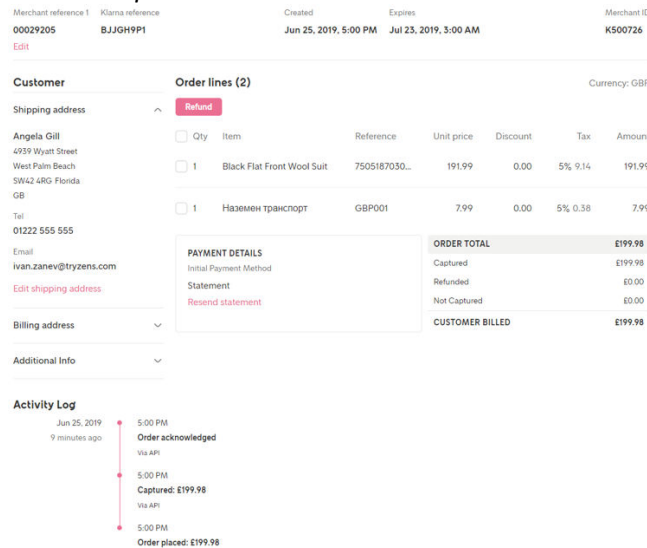 Merchant reference 1 Klarna reference Created Expires Merchant ID
00029205 BJJGH9P1 Jun 25, 2019, 5:00 PM Jul 23, 2019, 3:00 AM K500726
Edit
Customer
Shipping address
Angela Gill
4939 Wyatt Street
West Palm Beach
SW42 4RG Florida
GB
Tel
01222 555 555
Email
ivan.zanev@tryzens.com
Edit shipping address
Billing address
Additional Info
Order lines (2) Currency: GBP
Refund
Qty Item Reference Unit price Discount Tax Amoun
1 Black Flat Front Wool Suit 7505187030... 191.99 0.00 5% 9.14 191.99
1 Наземен транспорт GBP001 7.99 0.00 5% 0.38 7.99
PAYMENT DETAILS
Initial Payment Method
Statement
Resend statement
ORDER TOTAL £199.98
Captured £199.98
Refunded £0.00
Not Captured £0.00
CUSTOMER BILLED £199.98
Activity Log
Jun 25, 2019 5:00 PM
9 minutes ago Order acknowledged
Via API
5:00 PM
Captured: £199.98
Via API
5:00 PM
Order placed: £199.98